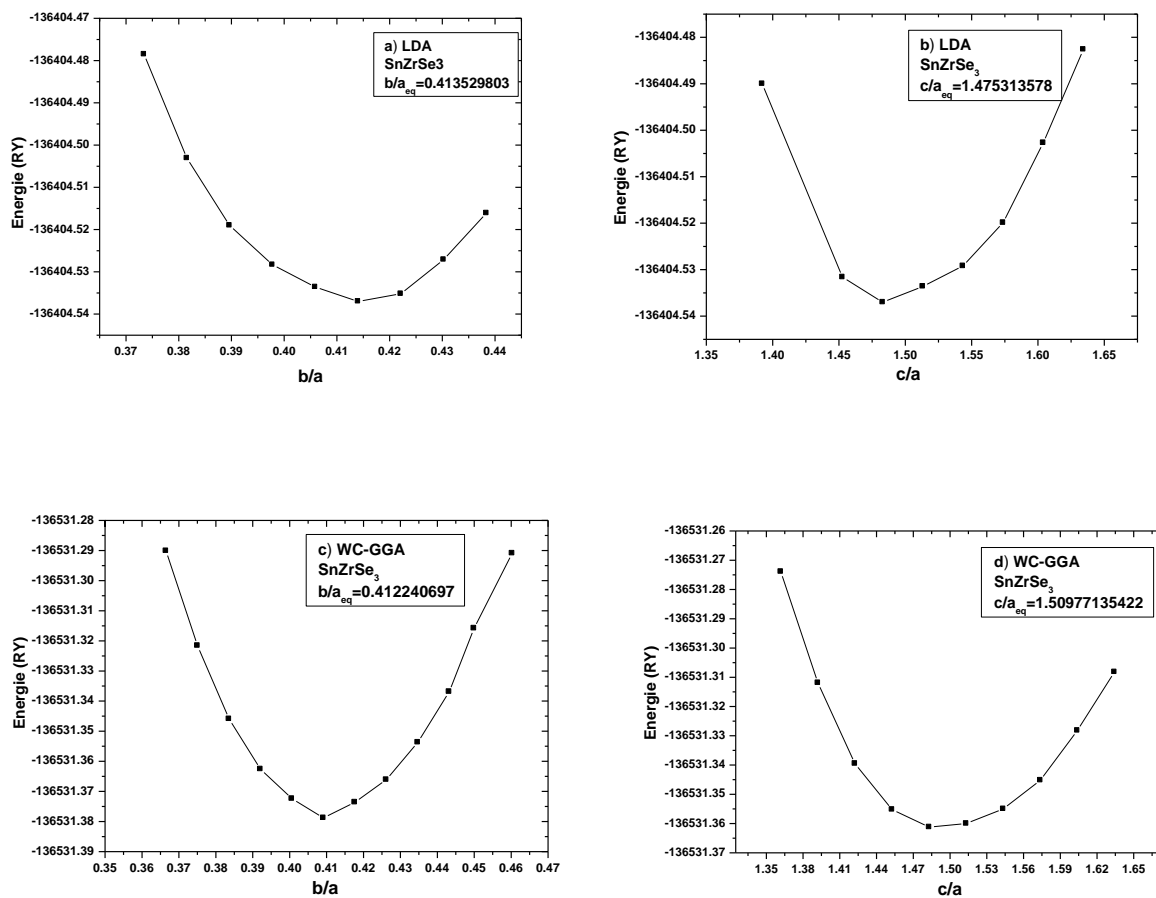 -136404.47
-136404.48
-136404.49
-136404.50
-136404.51
-136404.52
-136404.53
-136404.54
Energie (RY)
0.37 0.38 0.39 0.40 0.41 0.42 0.43 0.44
b/a
a) LDA
SnZrSe3
b/aeq=0.413529803
-136404.48
-136404.49
-136404.50
-136404.51
-136404.52
-136404.53
-136404.54
Energie (RY)
1.35 1.40 1.45 1.50 1.55 1.60 1.65
c/a
b) LDA
SnZrSe3
c/aeq=1.475313578
-136531.28
-136531.29
-136531.30
-136531.31
-136531.32
-136531.33
-136531.34
-136531.35
-136531.36
-136531.37
-136531.38
-136531.39
Energie (RY)
0.35 0.36 0.37 0.38 0.39 0.40 0.41 0.42 0.43 0.44 0.45 0.46 0.47
b/a
c) WC-GGA
SnZrSe3
b/aeq=0.412240697
-136531.26
-136531.27
-136531.28
-136531.29
-136531.30
-136531.31
-136531.32
-136531.33
-136531.34
-136531.35
-136531.36
-136531.37
Energie (RY)
1.35 1.38 1.41 1.44 1.47 1.50 1.53 1.56 1.59 1.62 1.65
c/a
d) WC-GGA
SnZrSe3
c/aeq=1.50977135422